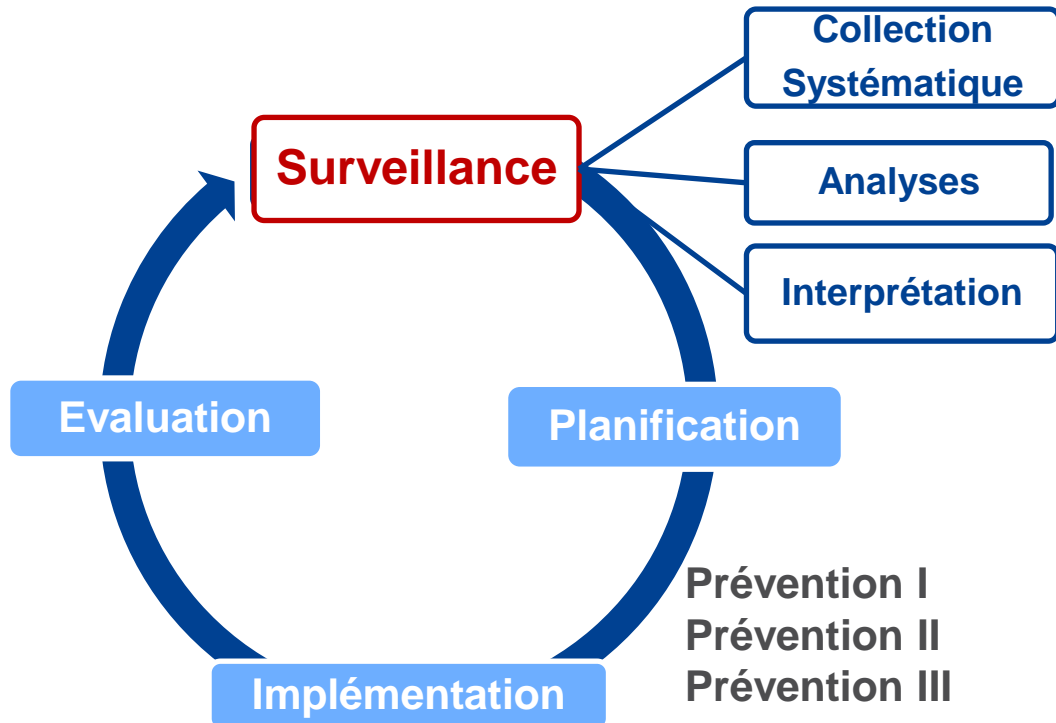 Collection
Systématique
Surveillance
Analyses
Interprétation
Evaluation
Planification
Prévention I
Prévention II
Prévention III
Implémentation